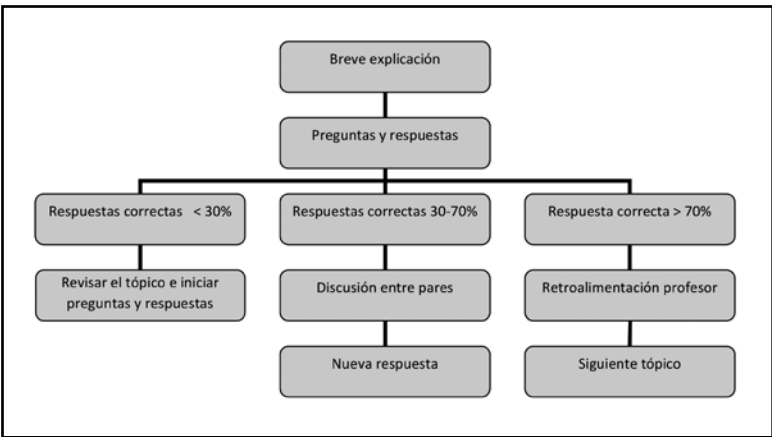 Breve explicación
Preguntas y respuestas
Respuestas correctas < 30%
Respuestas correctas 30-70%
Respuesta correcta > 70%
Revisar el tópico e iniciar
preguntas y respuestas
Discusión entre pares
Retroalimentación profesor
Nueva respuesta
Siguiente tópico